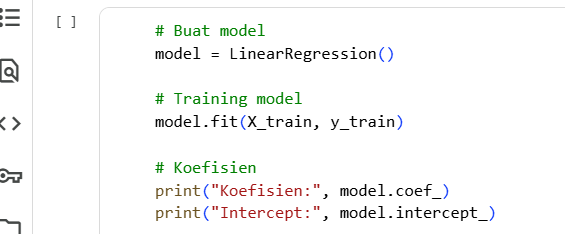 [ ]
# Buat model
model = LinearRegression()
# Training model
model.fit(X_train, y_train)
# Koefisien
print("Koefisien:", model.coef_)
print("Intercept:", model.intercept_)